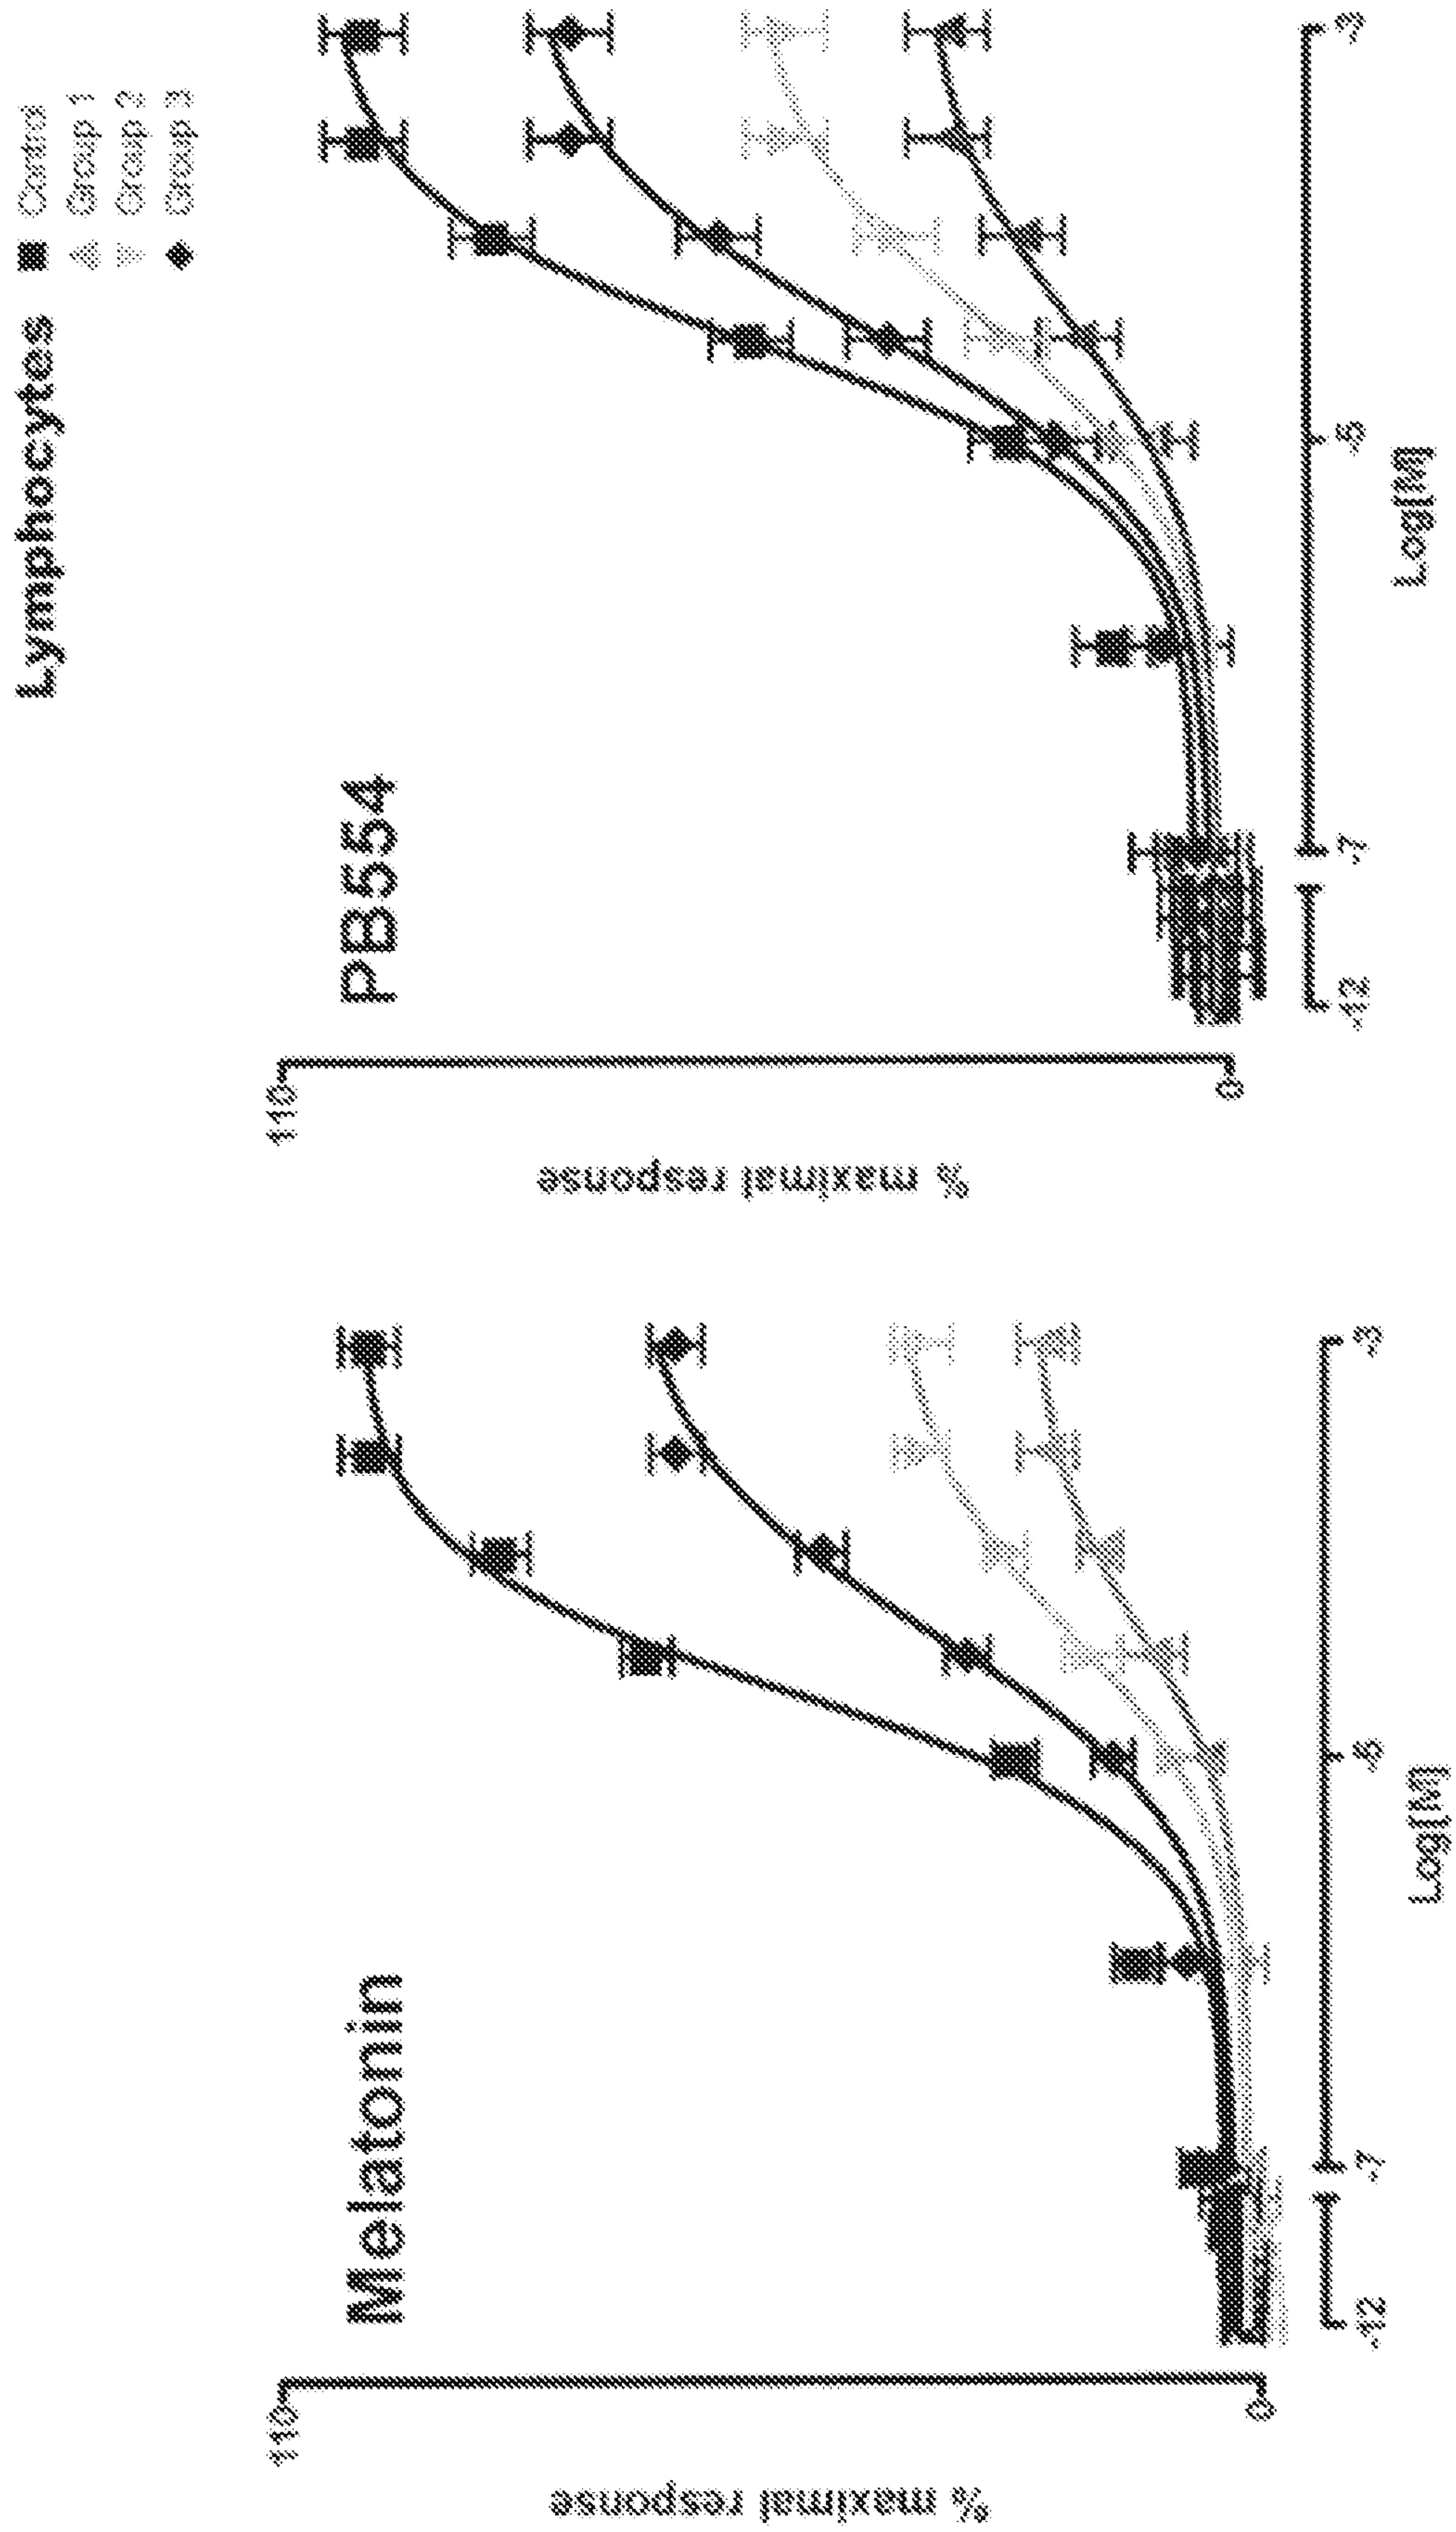 Lymphocytes
Control
Group 1
Group 2
Group 3
Melatonin
110
0
% maximal response
-12
-7
-5
-3
Log[M]
PB554
110
0
% maximal response
-12
-7
-5
-3
Log[M]